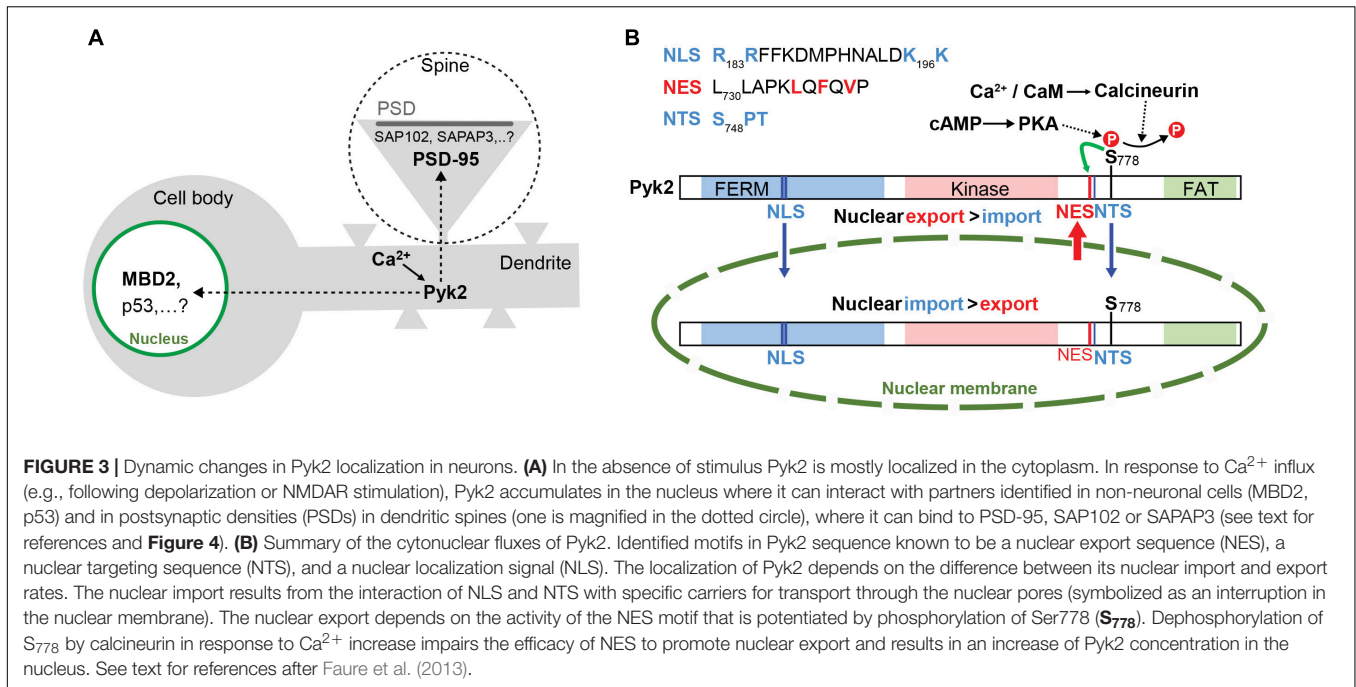 A
Spine
PSD
SAP102, SAPAP3,..?
PSD-95
Cell body
Ca²⁺
Dendrite
Pyk2
MBD2,
p53,...?
Nucleus
B
NLS R₁₈₃RFFKDMPHNALDK₁₉₆K
NES L₇₃₀LAPKLQFQVP
NTS S₇₄₈PT
Ca²⁺ / CaM Calcineurin
cAMP PKA
P
P
S₇₇₈
Pyk2
FERM
Kinase
FAT
NLS
NES NTS
Nuclear export > import
Nuclear import > export
S₇₇₈
NLS
NES NTS
Nuclear membrane
FIGURE 3 | Dynamic changes in Pyk2 localization in neurons. (A) In the absence of stimulus Pyk2 is mostly localized in the cytoplasm. In response to Ca²⁺ influx
(e.g., following depolarization or NMDAR stimulation), Pyk2 accumulates in the nucleus where it can interact with partners identified in non-neuronal cells (MBD2,
p53) and in postsynaptic densities (PSDs) in dendritic spines (one is magnified in the dotted circle), where it can bind to PSD-95, SAP102 or SAPAP3 (see text for
references and Figure 4). (B) Summary of the cytonuclear fluxes of Pyk2. Identified motifs in Pyk2 sequence known to be a nuclear export sequence (NES), a
nuclear targeting sequence (NTS), and a nuclear localization signal (NLS). The localization of Pyk2 depends on the difference between its nuclear import and export
rates. The nuclear import results from the interaction of NLS and NTS with specific carriers for transport through the nuclear pores (symbolized as an interruption in
the nuclear membrane). The nuclear export depends on the activity of the NES motif that is potentiated by phosphorylation of Ser778 (S₇₇₈). Dephosphorylation of
S₇₇₈ by calcineurin in response to Ca²⁺ increase impairs the efficacy of NES to promote nuclear export and results in an increase of Pyk2 concentration in the
nucleus. See text for references after Faure et al. (2013).